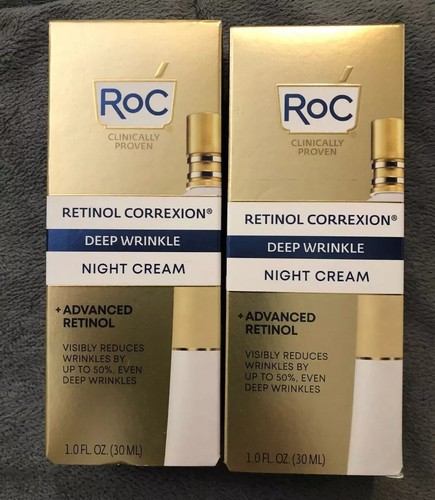 RoC
®
CLINICALLY
PROVEN
RETINOL CORREXION®
DEEP WRINKLE
NIGHT CREAM
+ADVANCED
RETINOL
VISIBLY REDUCES
WRINKLES BY
UP TO 50%, EVEN
DEEP WRINKLES
1.0 FL. OZ. (30 ML)
RoC
®
CLINICALLY
PROVEN
RETINOL CORREXION®
DEEP WRINKLE
NIGHT CREAM
+ADVANCED
RETINOL
VISIBLY REDUCES
WRINKLES BY
UP TO 50%, EVEN
DEEP WRINKLES
1.0 FL. OZ. (30 ML)